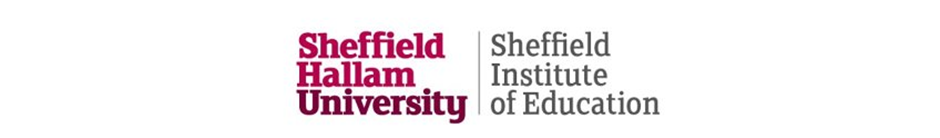 Sheffield
Hallam
University
Sheffield
Institute
of Education